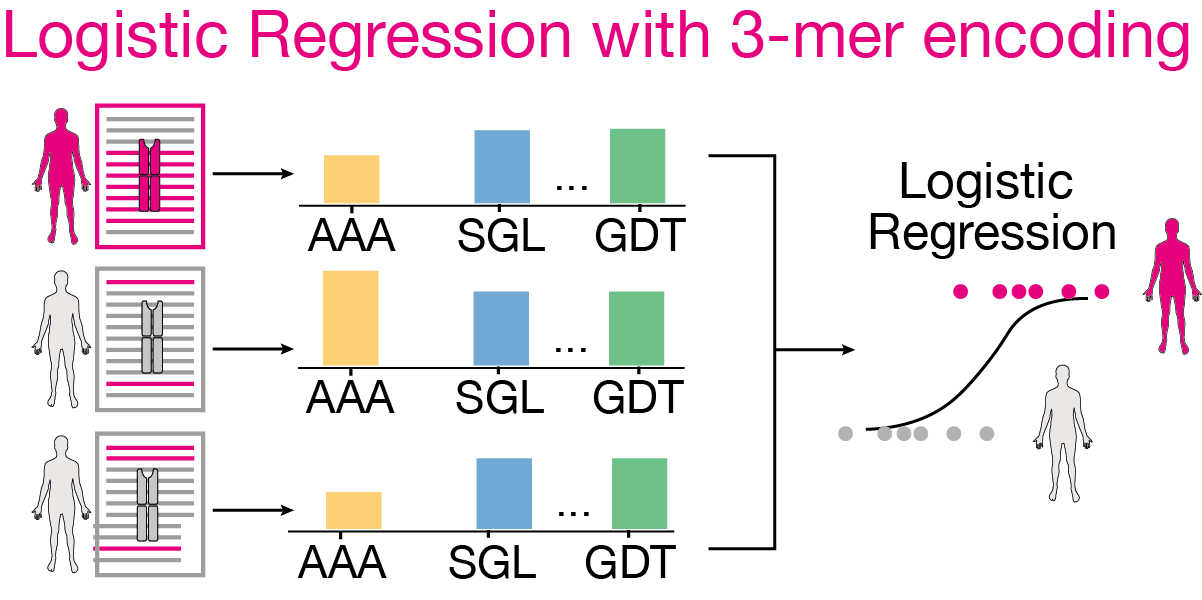 Logistic Regression with 3-mer encoding
AAA SGL ... GDT
Logistic
Regression
AAA SGL ... GDT
AAA SGL ... GDT